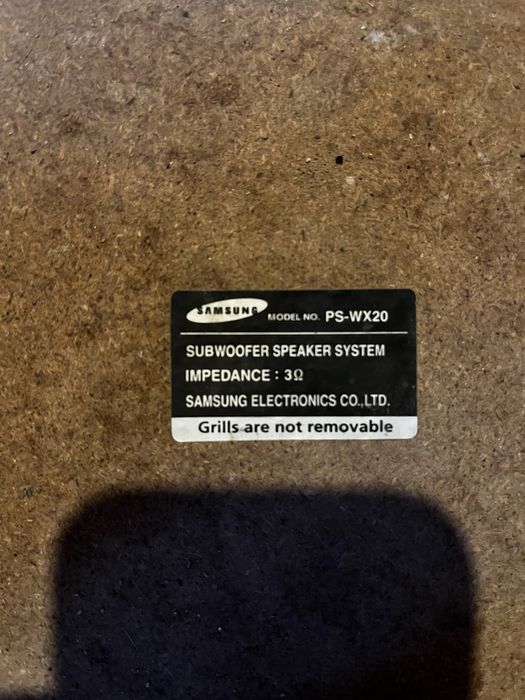 SAMSUNG MODEL NO. PS-WX20
SUBWOOFER SPEAKER SYSTEM
IMPEDANCE : 3Ω
SAMSUNG ELECTRONICS CO.,LTD.
Grills are not removable